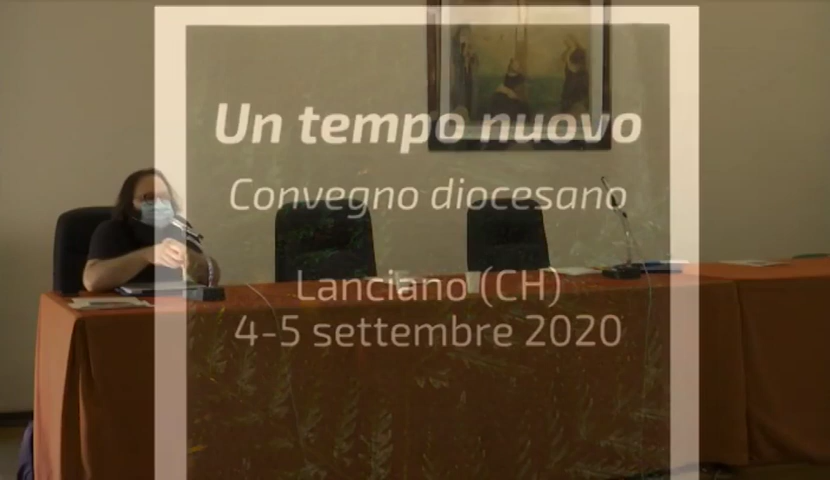 Un tempo nuovo
Convegno diocesano
Lanciano (CH)
4-5 settembre 2020